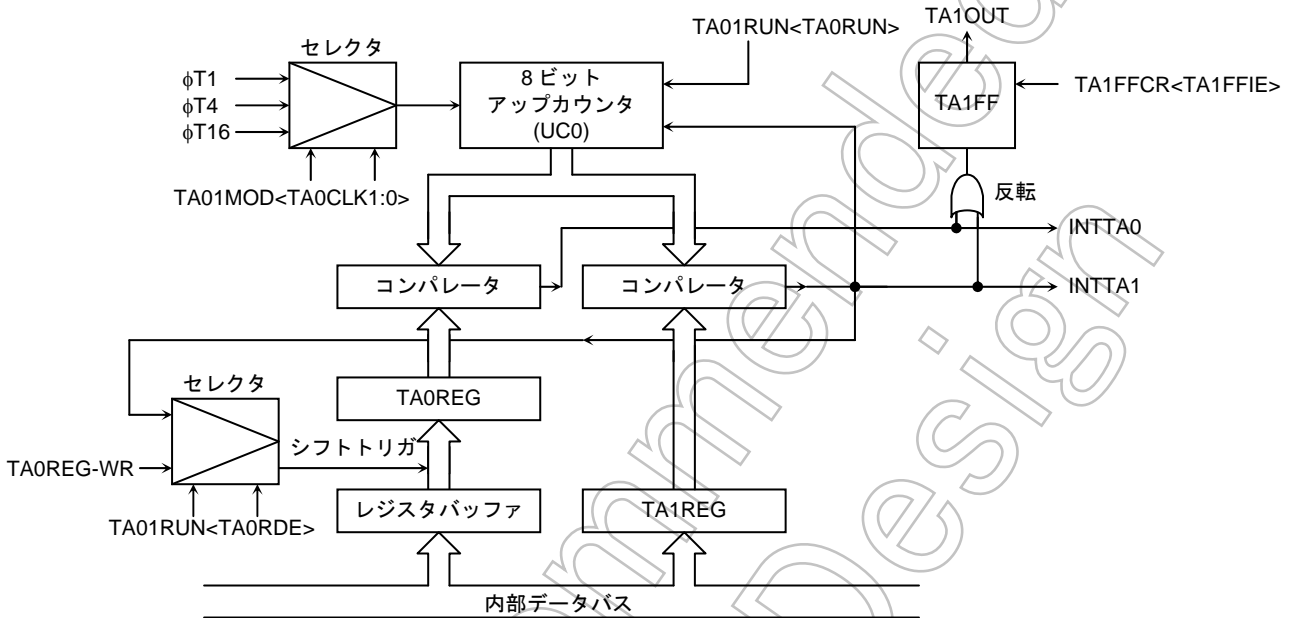 TA01RUN<TA0RUN>
TA1OUT
セレクタ
φT1
φT4
φT16
8 ビット
アップカウンタ
(UC0)
TA1FF
TA1FFCR<TA1FFIE>
TA01MOD<TA0CLK1:0>
反転
INTTA0
コンパレータ
コンパレータ
INTTA1
セレクタ
TA0REG
シフトトリガ
TA0REG-WR
レジスタバッファ
TA1REG
TA01RUN<TA0RDE>
内部データバス
ommended
Design